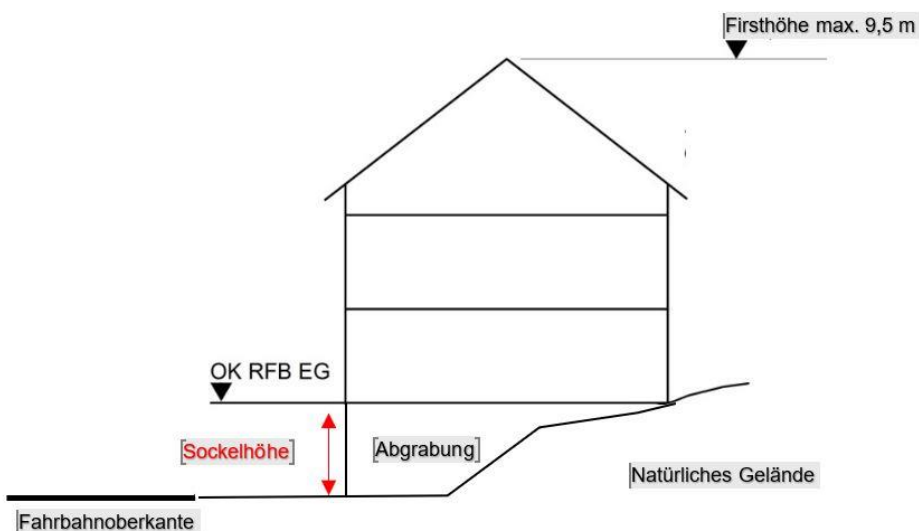 Firsthöhe max. 9,5 m
OK RFB EG
[Sockelhöhe]
[Abgrabung]
Natürliches Gelände
Fahrbahnoberkante